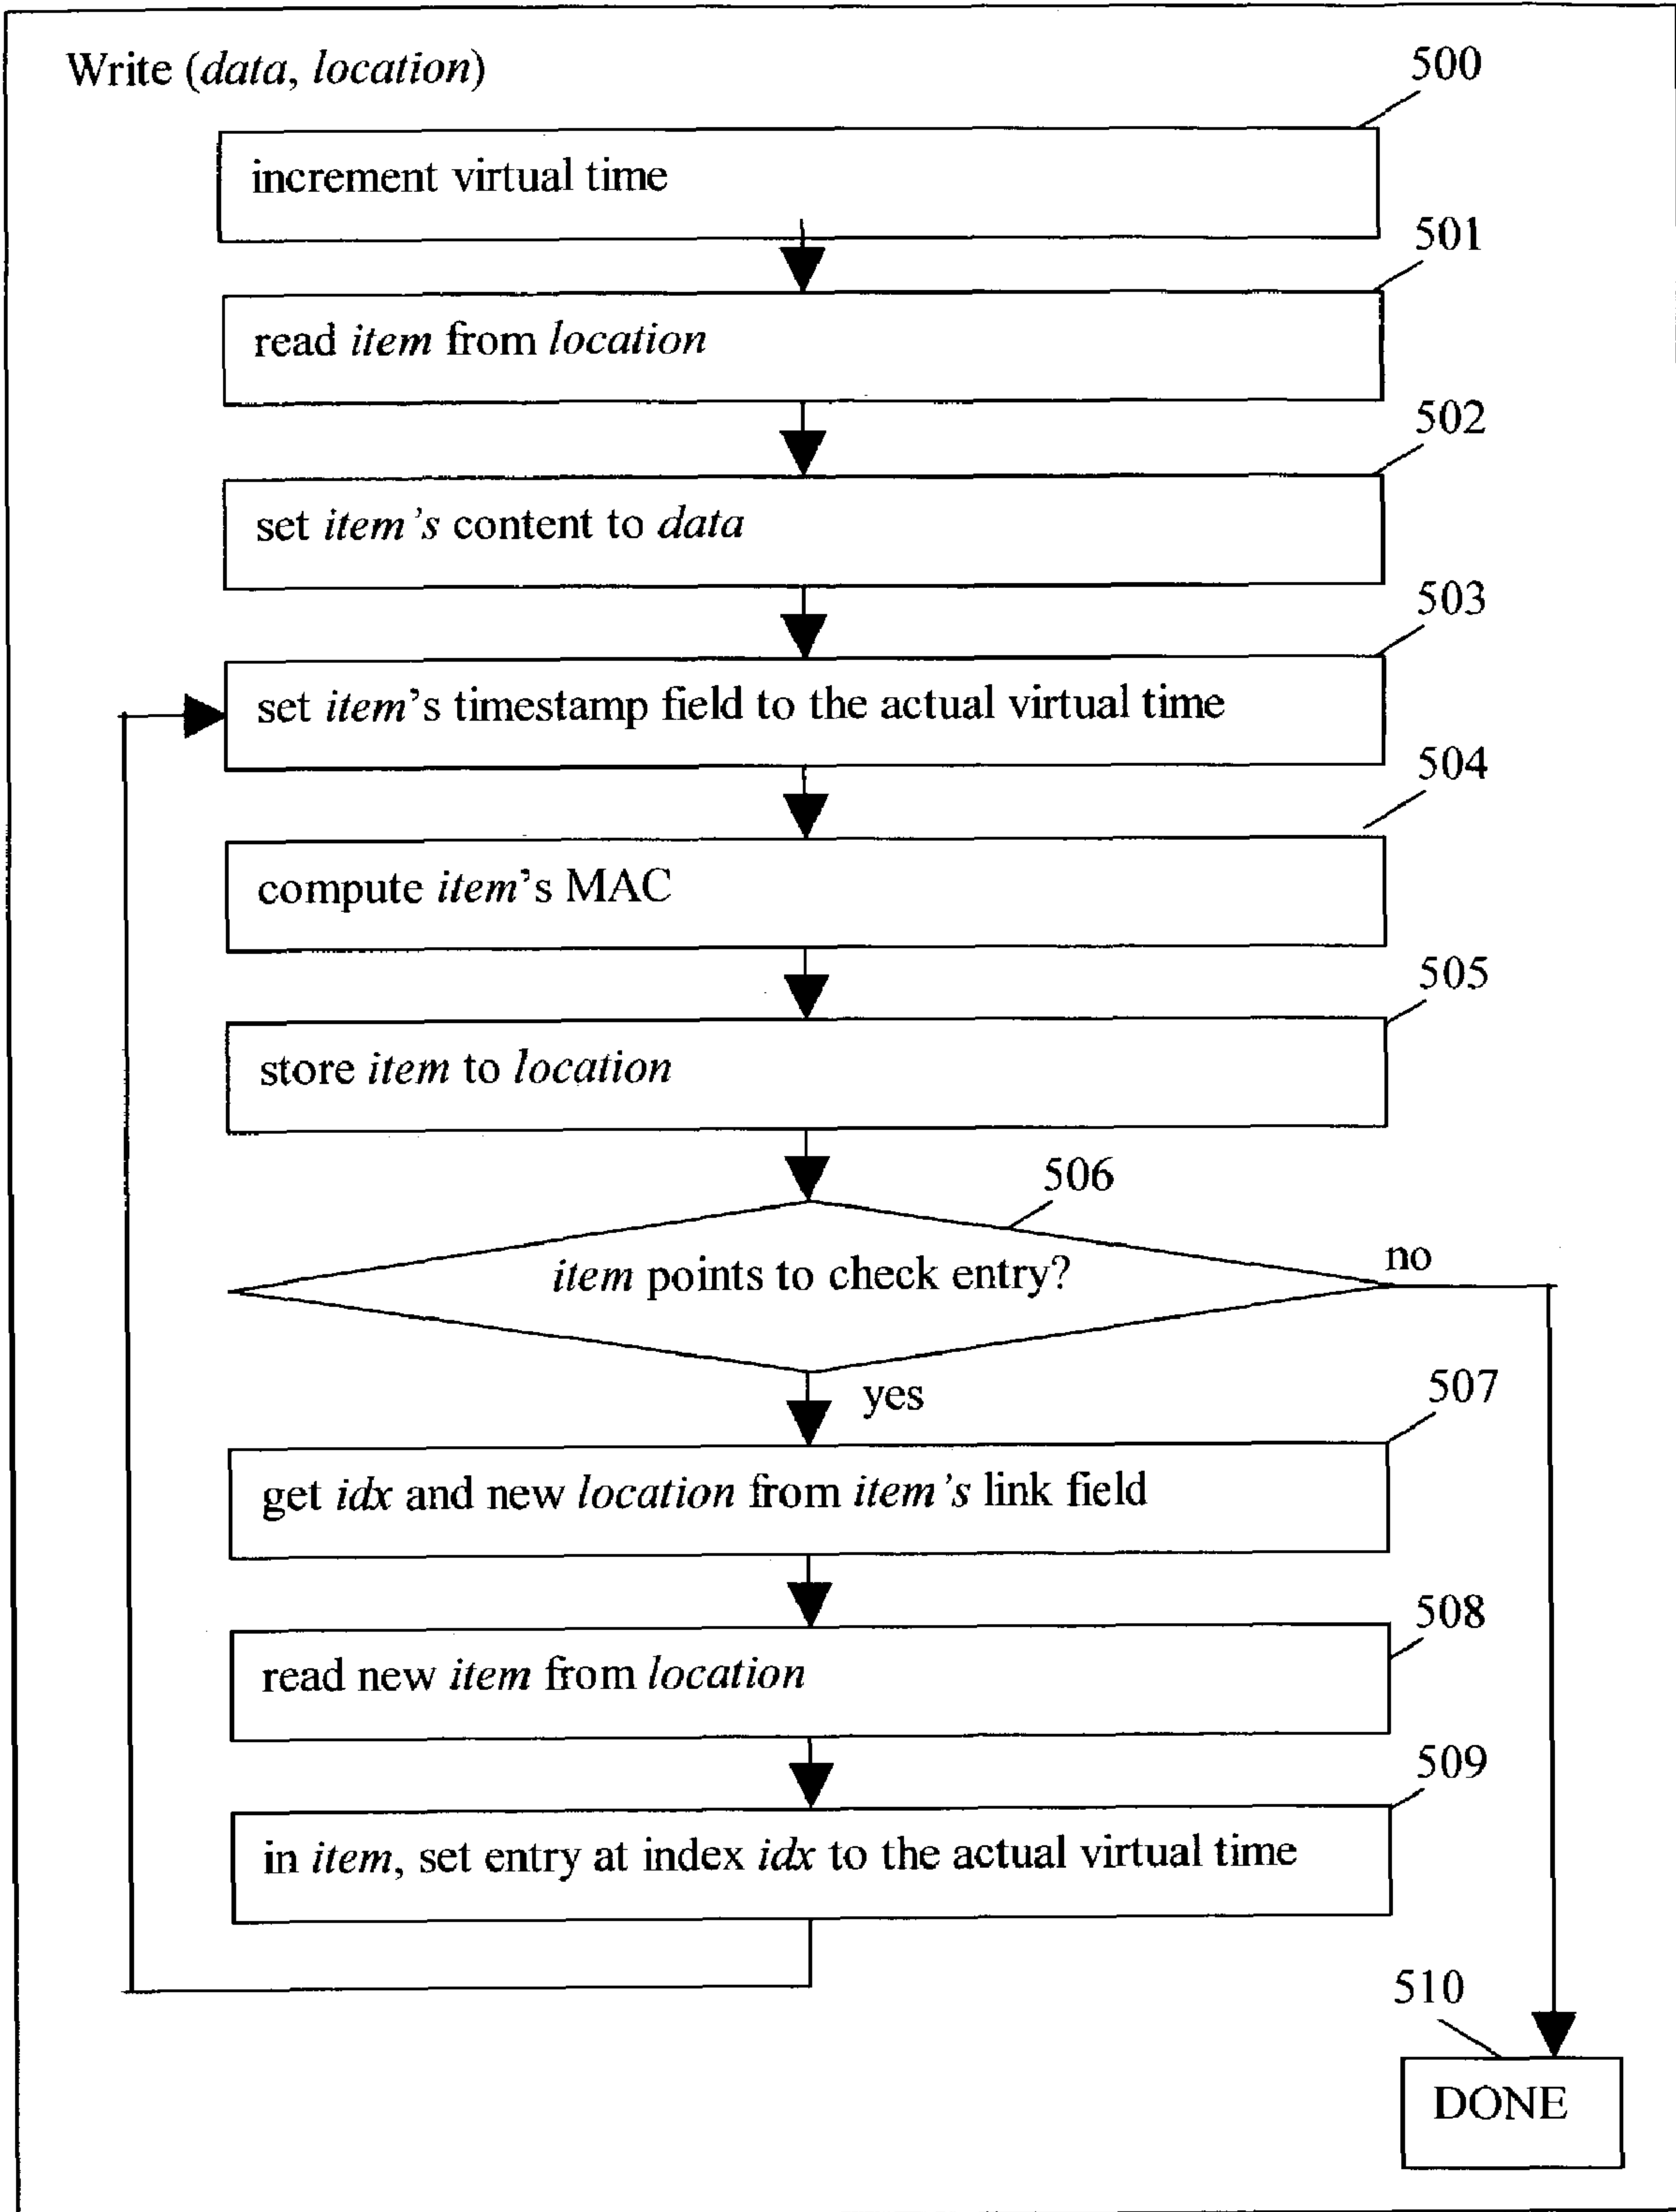 Write (data, location)
500
increment virtual time
501
read item from location
502
set item's content to data
503
set item's timestamp field to the actual virtual time
504
compute item's MAC
505
store item to location
506
item points to check entry?
no
yes
507
get idx and new location from item's link field
508
read new item from location
509
in item, set entry at index idx to the actual virtual time
510
DONE